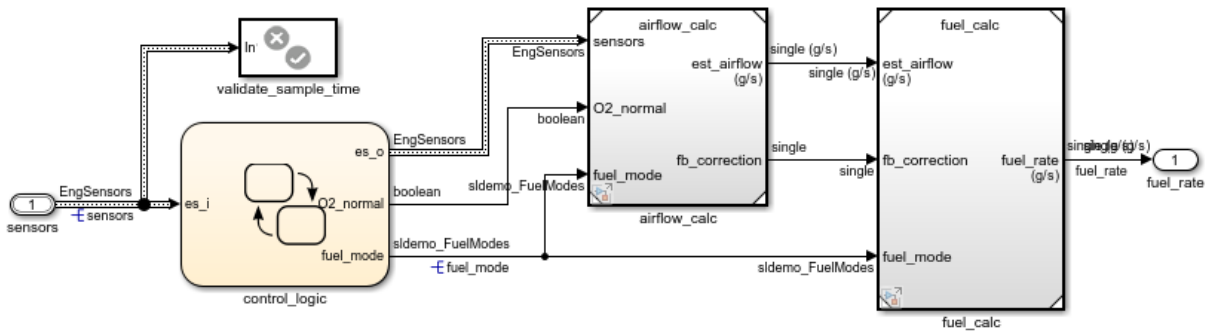 In
validate_sample_time
1
sensors
EngSensors
sensors
es_i
es_o
O2_normal
fuel_mode
control_logic
EngSensors
boolean
sldemo_FuelModes
fuel_mode
airflow_calc
sensors
EngSensors
O2_normal
boolean
fuel_mode
sldemo_FuelModes
est_airflow
(g/s)
fb_correction
airflow_calc
single (g/s)
single (g/s)
single
single
sldemo_FuelModes
fuel_calc
est_airflow
(g/s)
fb_correction
fuel_mode
fuel_rate
(g/s)
fuel_calc
fuel_rate
1
fuel_rate